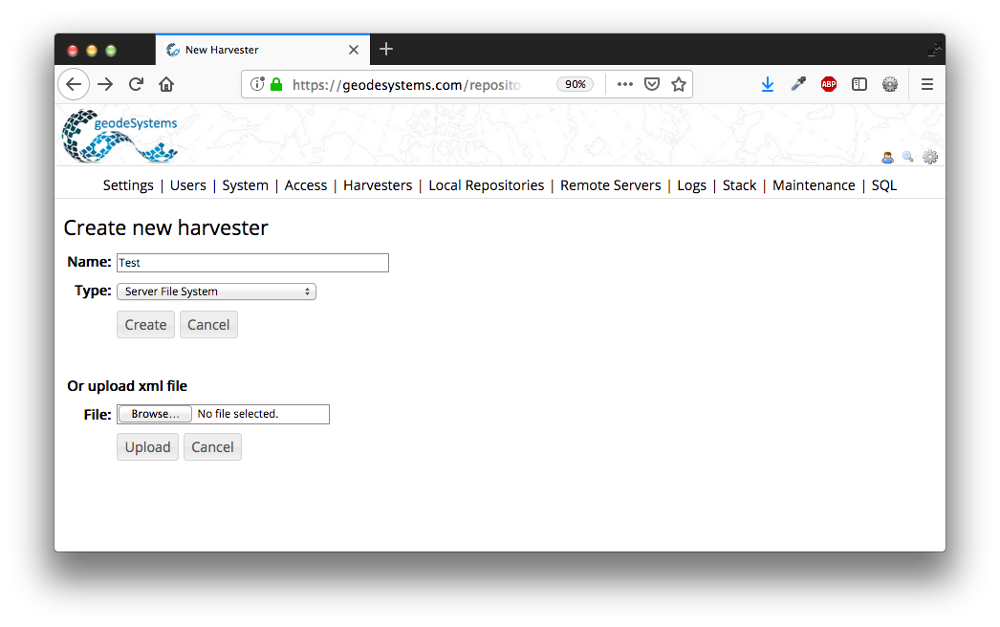 New Harvester
https://geodesystems.com/reposito
90%
ABP
geodeSystems
Settings | Users | System | Access | Harvesters | Local Repositories | Remote Servers | Logs | Stack | Maintenance | SQL
Create new harvester
Name: Test
Type: Server File System
Create Cancel
Or upload xml file
File: Browse... No file selected.
Upload Cancel